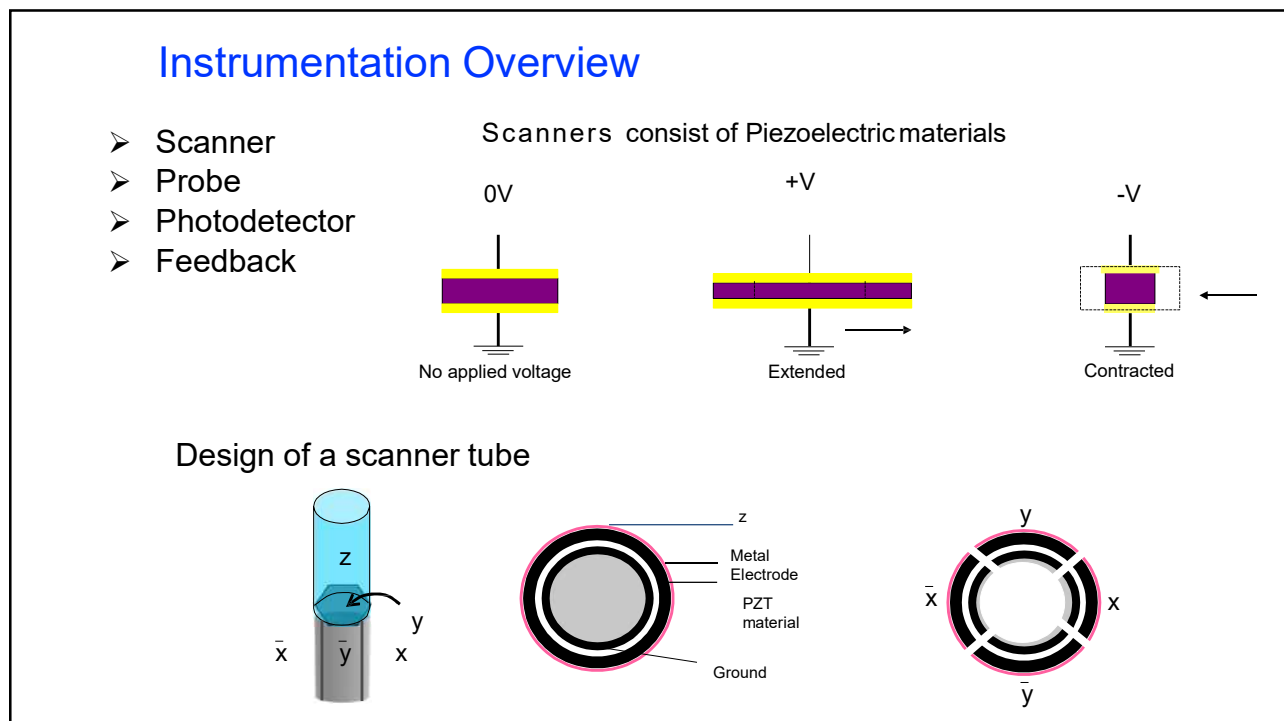 Instrumentation Overview
➢ Scanner
➢ Probe
➢ Photodetector
➢ Feedback
Scanners consist of Piezoelectric materials
0V
+V
-V
No applied voltage
Extended
Contracted
Design of a scanner tube
z
y
x̄
ȳ
x
z
Metal
Electrode
PZT
material
Ground
y
x̄
x
ȳ